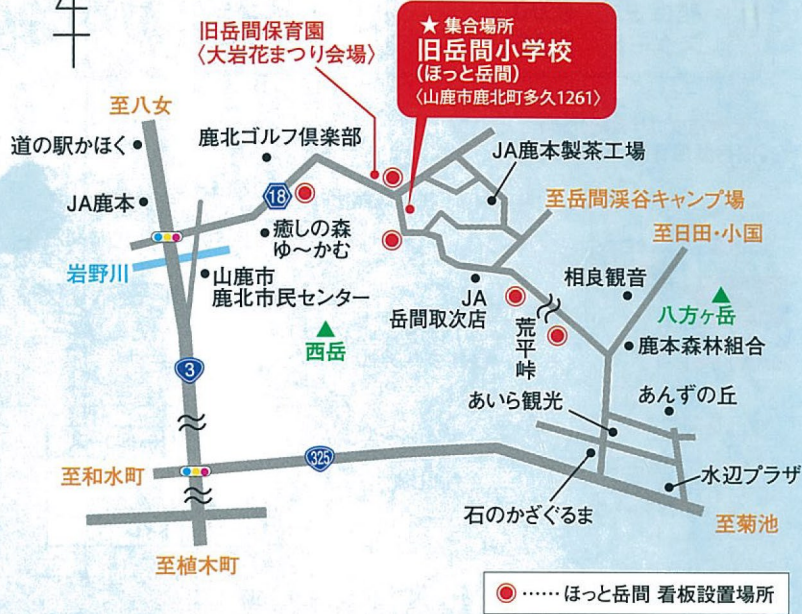 旧岳間保育園
〈大岩花まつり会場〉
★ 集合場所
旧岳間小学校
(ほっと岳間)
〈山鹿市鹿北町多久1261〉
至八女
道の駅かほく
鹿北ゴルフ倶楽部
JA鹿本製茶工場
JA鹿本
18
至岳間渓谷キャンプ場
癒しの森
ゆ〜かむ
至日田・小国
岩野川
山鹿市
鹿北市民センター
相良観音
JA
岳間取次店
八方ヶ岳
西岳
荒平峠
鹿本森林組合
3
あいら観光
あんずの丘
325
至和水町
水辺プラザ
石のかざぐるま
至菊池
至植木町
……ほっと岳間 看板設置場所